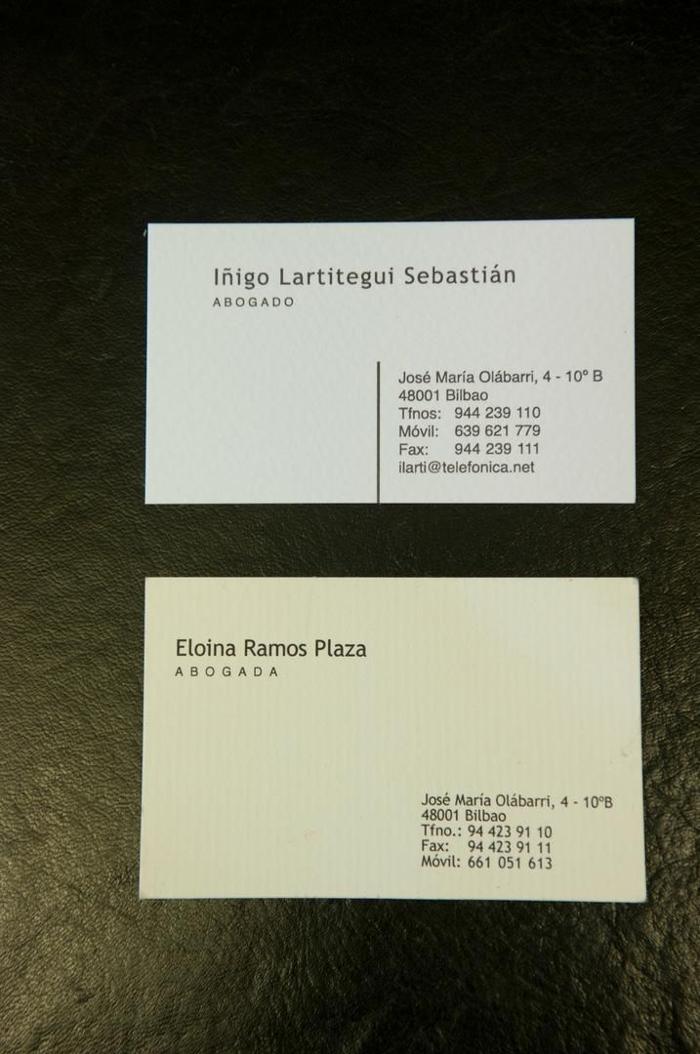 Iñigo Lartitegui Sebastián
ABOGADO
José María Olábarri, 4 - 10º B
48001 Bilbao
Tfnos: 944 239 110
Móvil: 639 621 779
Fax: 944 239 111
ilarti@telefonica.net
Eloina Ramos Plaza
ABOGADA
José María Olábarri, 4 - 10ºB
48001 Bilbao
Tfno.: 94 423 91 10
Fax: 94 423 91 11
Móvil: 661 051 613